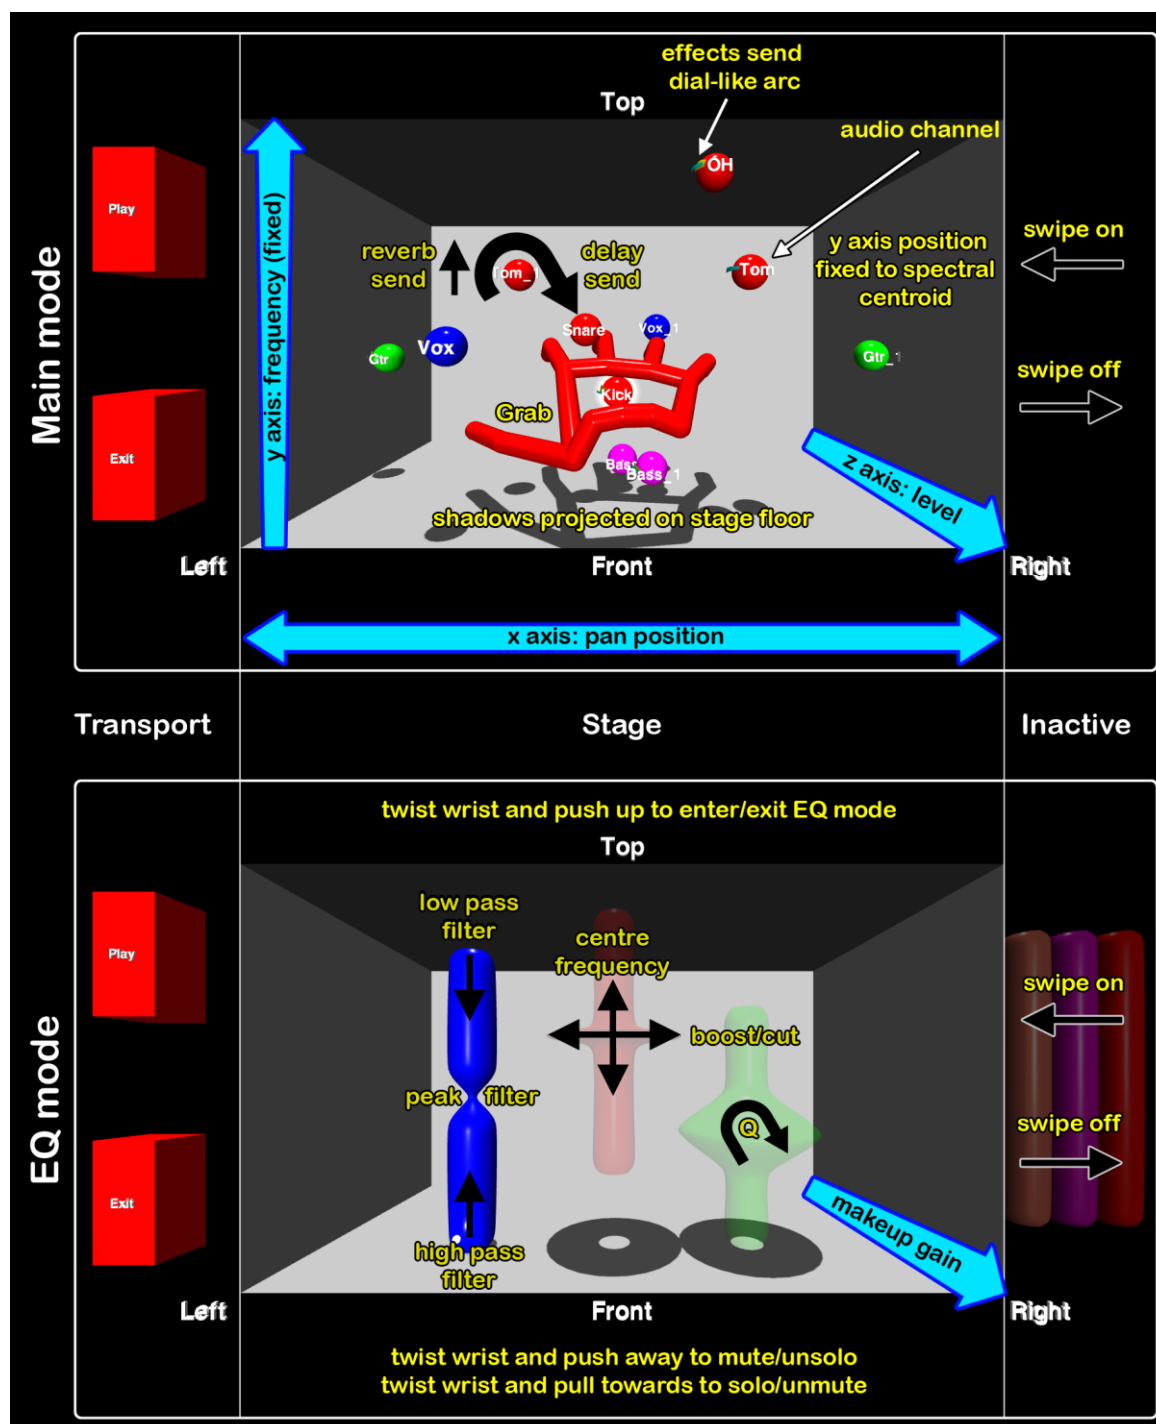 effects send
dial-like arc
Top
audio channel
OH
Play
reverb
send
delay
send
Tom_1
Tom
y axis position
fixed to spectral
centroid
swipe on
Main mode
y axis: frequency (fixed)
Snare
Vox_1
Vox
Gtr
Gtr_1
swipe off
Kick
Grab
Exit
Bass
Bass_1
z axis: level
shadows projected on stage floor
Left
Front
Right
x axis: pan position
Transport
Stage
Inactive
twist wrist and push up to enter/exit EQ mode
Top
low pass
filter
centre
frequency
Play
swipe on
boost/cut
EQ mode
peak filter
Q
swipe off
Exit
makeup gain
high pass
filter
Left
Front
Right
twist wrist and push away to mute/unsolo
twist wrist and pull towards to solo/unmute